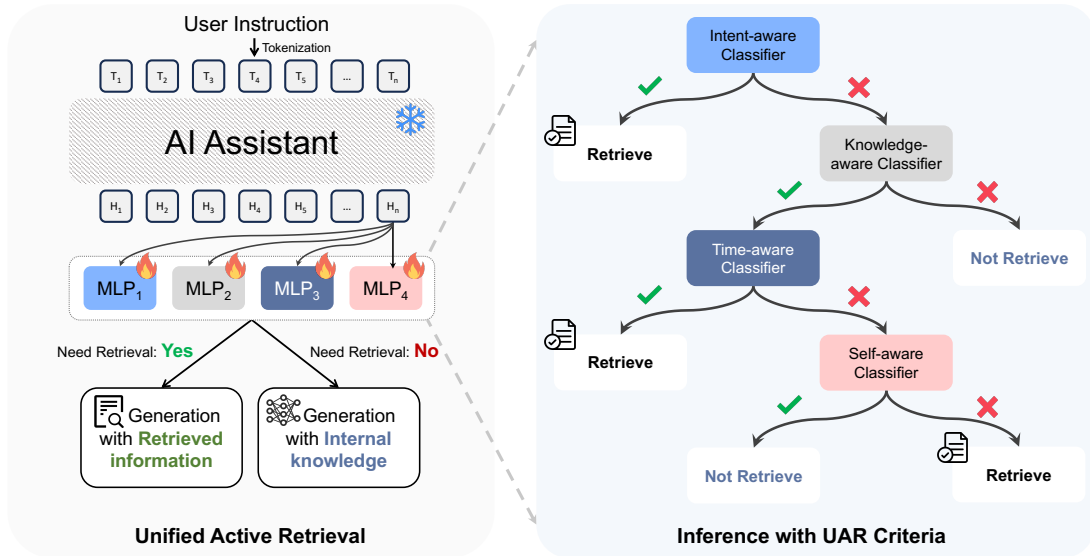 User Instruction
Tokenization
T1 T2 T3 T4 T5 ... Tn
AI Assistant
H1 H2 H3 H4 H5 ... Hn
MLP1 MLP2 MLP3 MLP4
Need Retrieval: Yes
Need Retrieval: No
Generation
with Retrieved
information
Generation
with Internal
knowledge
Unified Active Retrieval
Intent-aware
Classifier
Retrieve
Knowledge-
aware Classifier
Time-aware
Classifier
Not Retrieve
Retrieve
Self-aware
Classifier
Not Retrieve
Retrieve
Inference with UAR Criteria